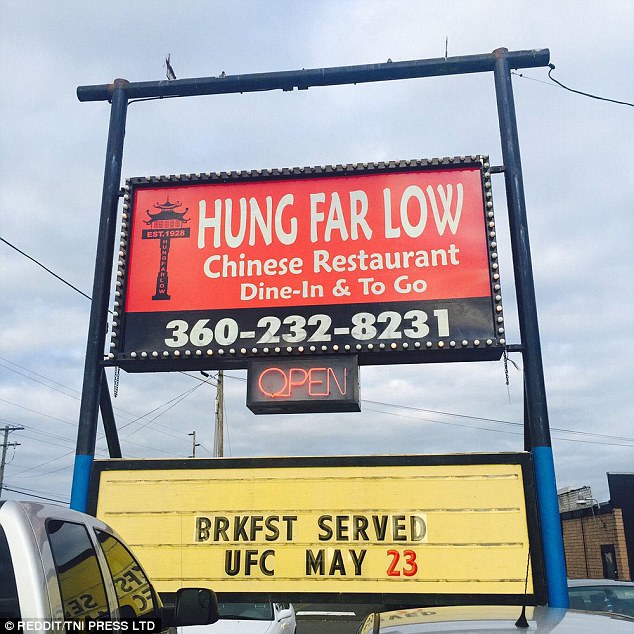 HUNG FAR LOW
EST.1928
HUNG FAR LOW
Chinese Restaurant
Dine-In & To Go
360-232-8231
OPEN
BRKFST SERVED
UFC MAY 23
© REDDIT/TNI PRESS LTD